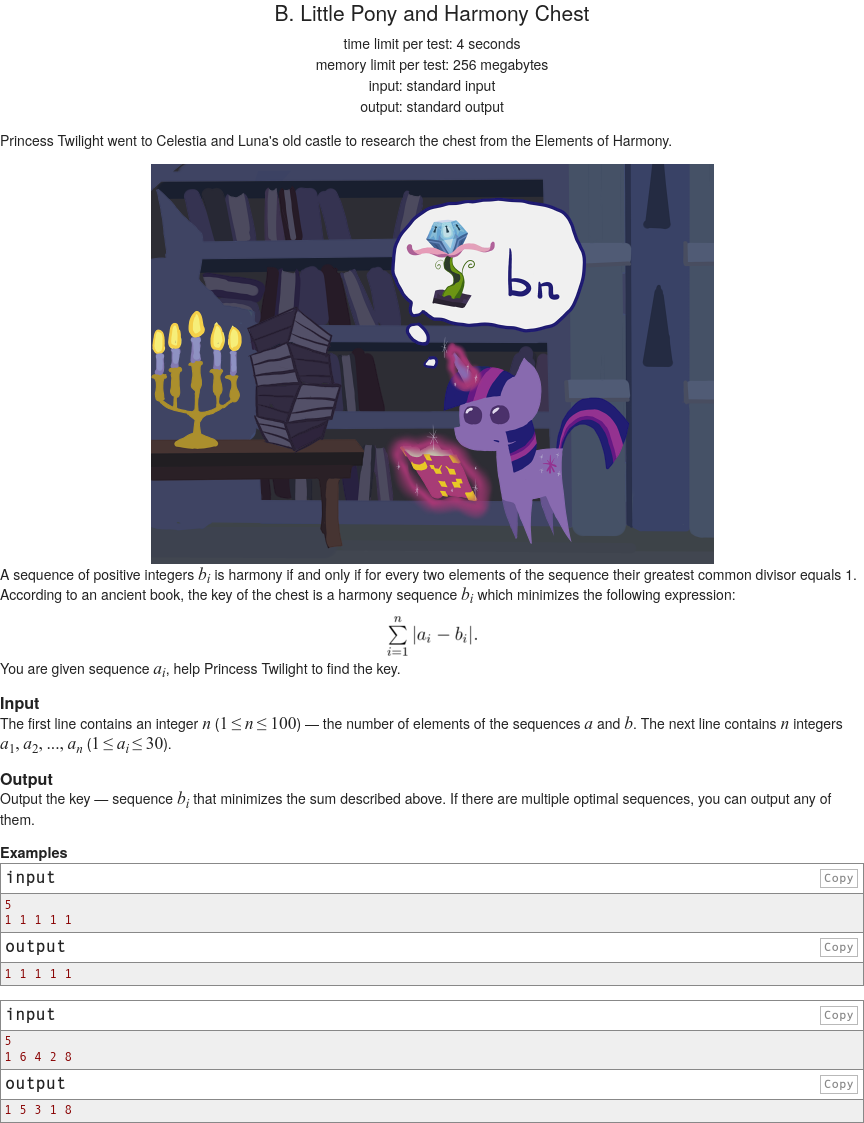 B. Little Pony and Harmony Chest
time limit per test: 4 seconds
memory limit per test: 256 megabytes
input: standard input
output: standard output
Princess Twilight went to Celestia and Luna's old castle to research the chest from the Elements of Harmony.
bn
A sequence of positive integers b_i is harmony if and only if for every two elements of the sequence their greatest common divisor equals 1.
According to an ancient book, the key of the chest is a harmony sequence b_i which minimizes the following expression:
∑_{i=1}^{n} |a_i − b_i|.
You are given sequence a_i, help Princess Twilight to find the key.
Input
The first line contains an integer n (1 ≤ n ≤ 100) — the number of elements of the sequences a and b. The next line contains n integers
a_1, a_2, ..., a_n (1 ≤ a_i ≤ 30).
Output
Output the key — sequence b_i that minimizes the sum described above. If there are multiple optimal sequences, you can output any of
them.
Examples
input Copy
5
1 1 1 1 1
output Copy
1 1 1 1 1
input Copy
5
1 6 4 2 8
output Copy
1 5 3 1 8